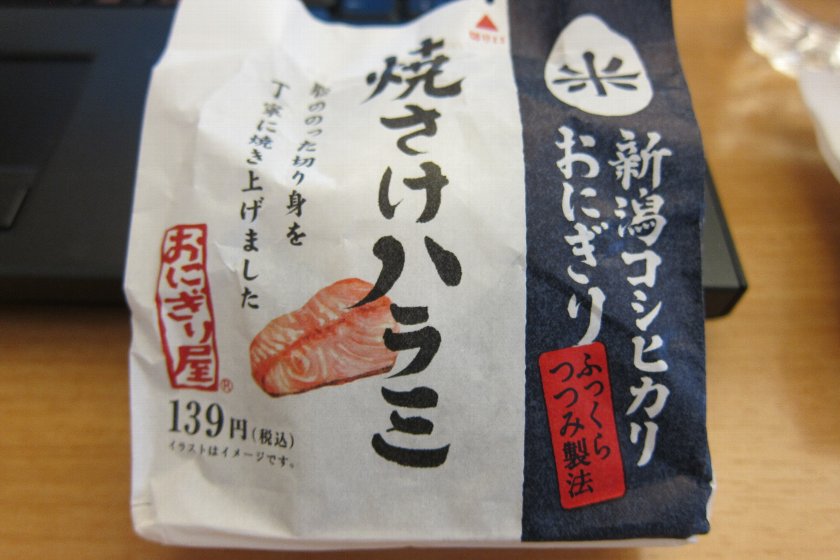 米
新潟コシヒカリ
おにぎり
ふっくら
つつみ製法
焼さけハラミ
脂ののった切り身を
丁寧に焼き上げました
おにぎり屋®
139円(税込)
イラストはイメージです。